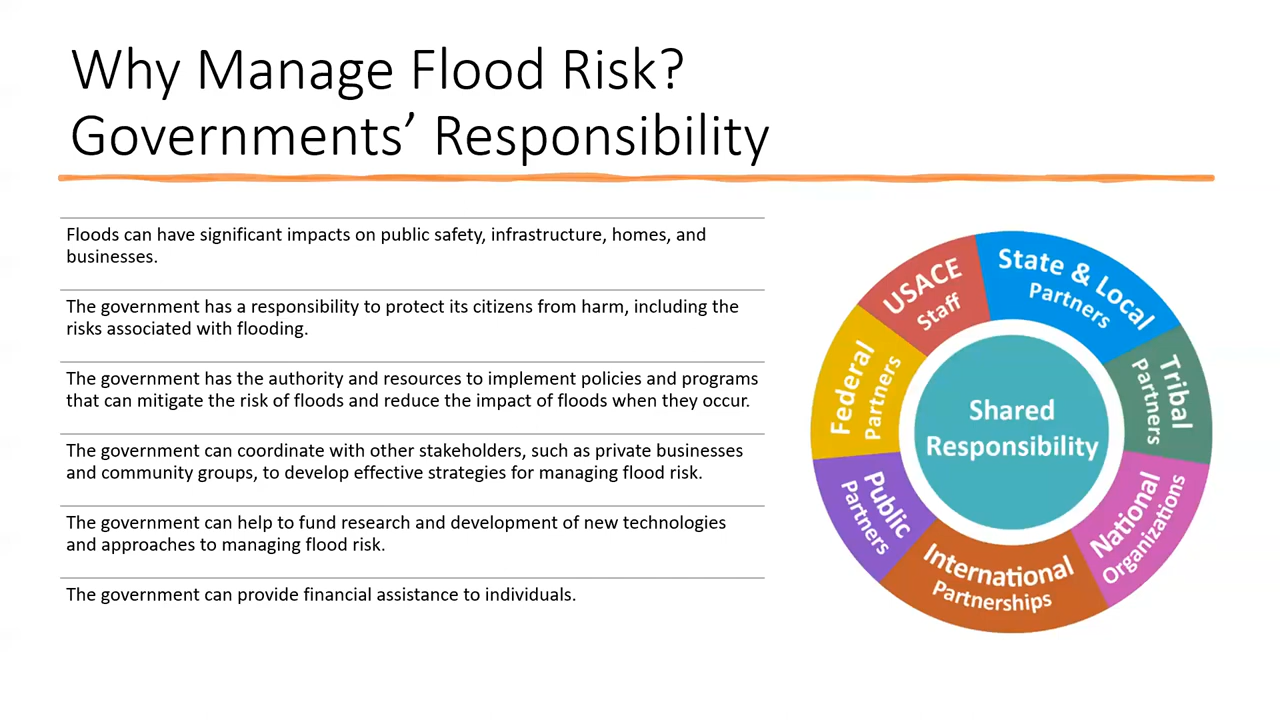 Why Manage Flood Risk?
Governments’ Responsibility
Floods can have significant impacts on public safety, infrastructure, homes, and
businesses.
The government has a responsibility to protect its citizens from harm, including the
risks associated with flooding.
The government has the authority and resources to implement policies and programs
that can mitigate the risk of floods and reduce the impact of floods when they occur.
The government can coordinate with other stakeholders, such as private businesses
and community groups, to develop effective strategies for managing flood risk.
The government can help to fund research and development of new technologies
and approaches to managing flood risk.
The government can provide financial assistance to individuals.
USACE
Staff
State & Local
Partners
Tribal
Partners
National
Organizations
International
Partnerships
Public
Partners
Federal
Partners
Shared
Responsibility